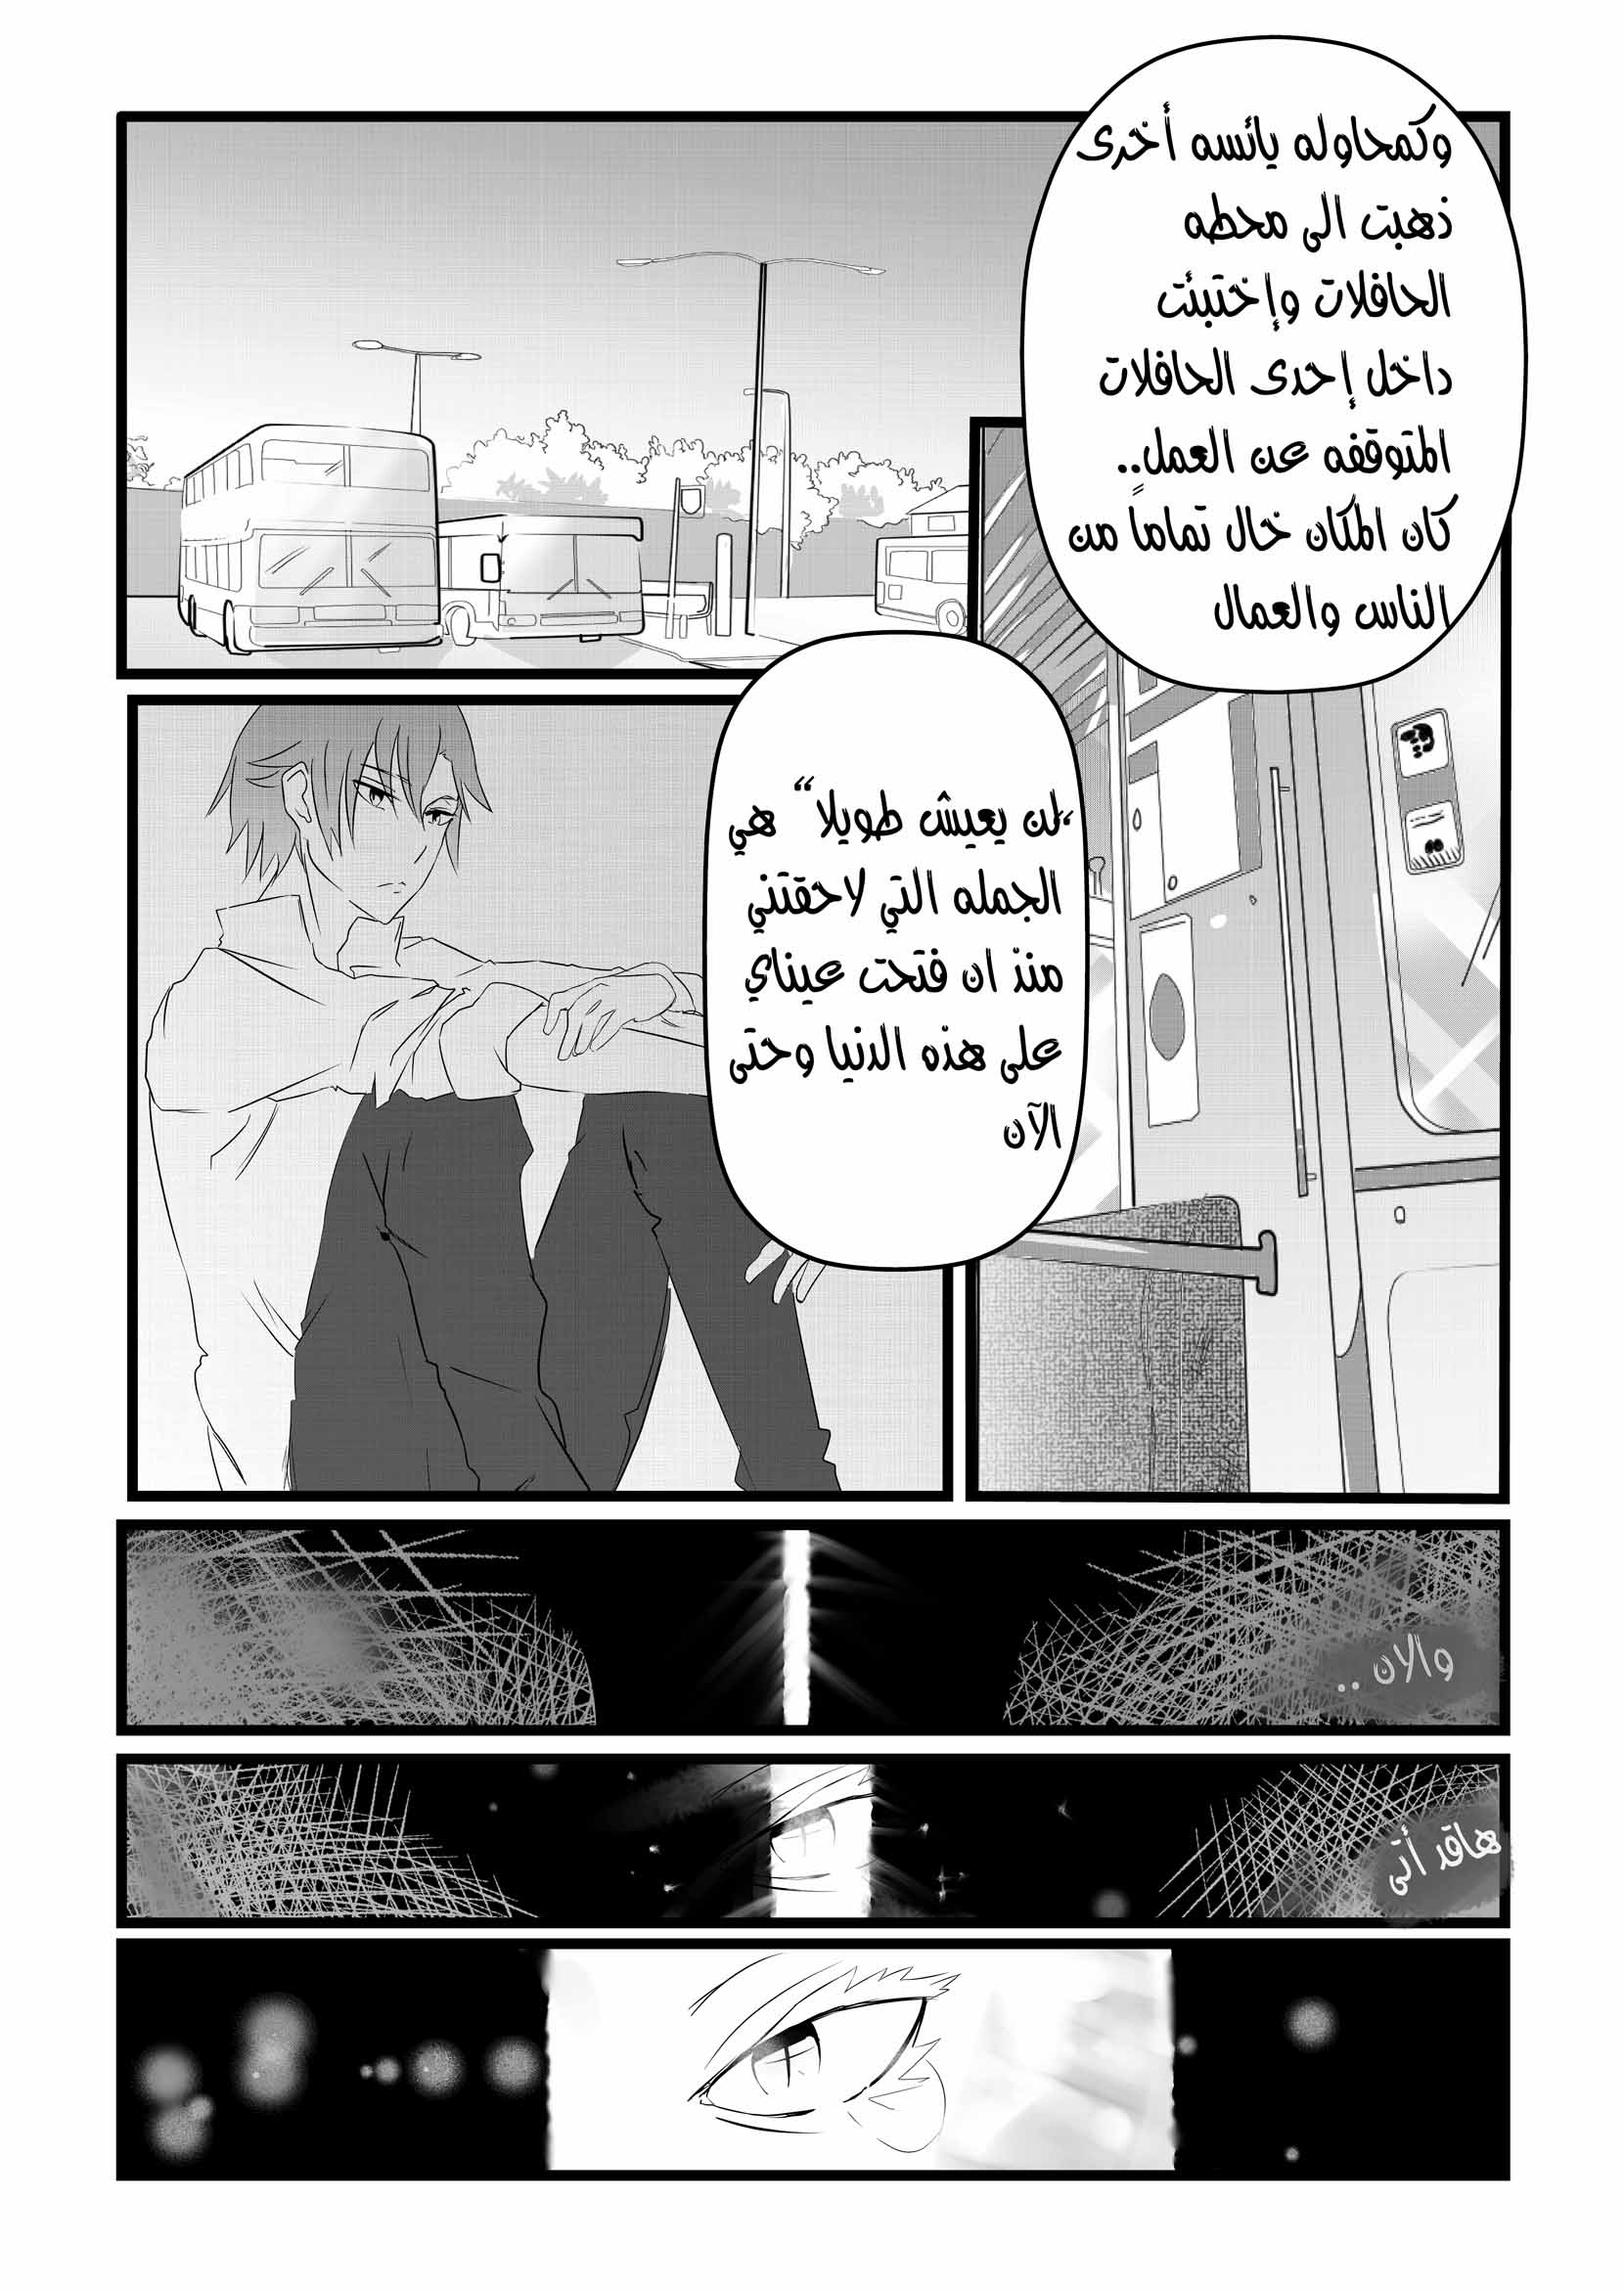 وكمحاوله يائسه أخرى
ذهبت الى محطه
الحافلات وإختبئت
داخل إحدى الحافلات
المتوقفه عن العمل..
كان المكان خال تماماً من
الناس والعمال
“لن يعيش طويلا“ هي
الجمله التي لاحقتني
منذ ان فتحت عيناي
على هذه الدنيا وحتى
الآن
والان ..
هاقد أتى